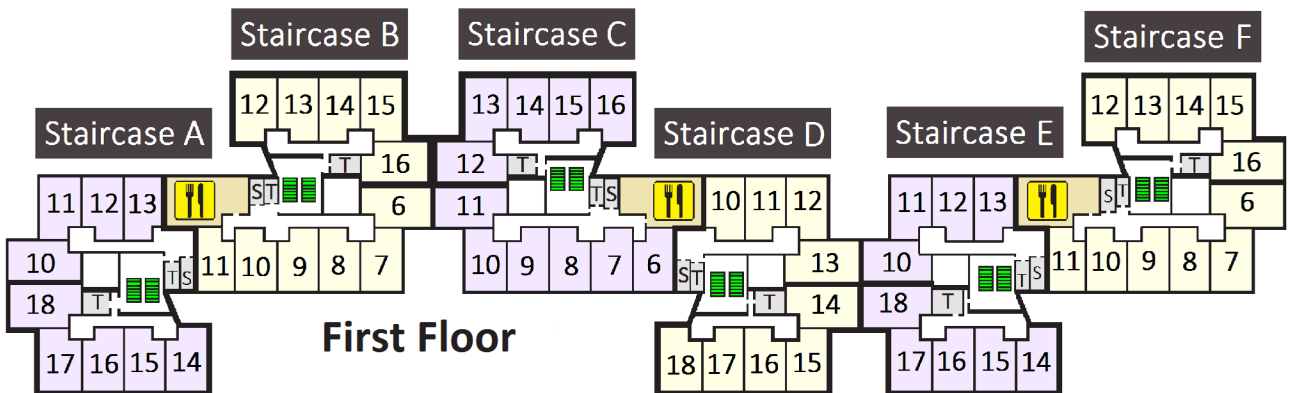 Staircase B
Staircase C
Staircase F
Staircase A
Staircase D
Staircase E
12 13 14 15
13 14 15 16
12 13 14 15
T 16
12 T
T 16
11 12 13
S T
6
11
T S
10 11 12
11 12 13
S T
6
10
T S
11 10 9 8 7
10 9 8 7 6
S T
13
10
T S
11 10 9 8 7
18 T
T 14
18 T
17 16 15 14
First Floor
18 17 16 15
17 16 15 14